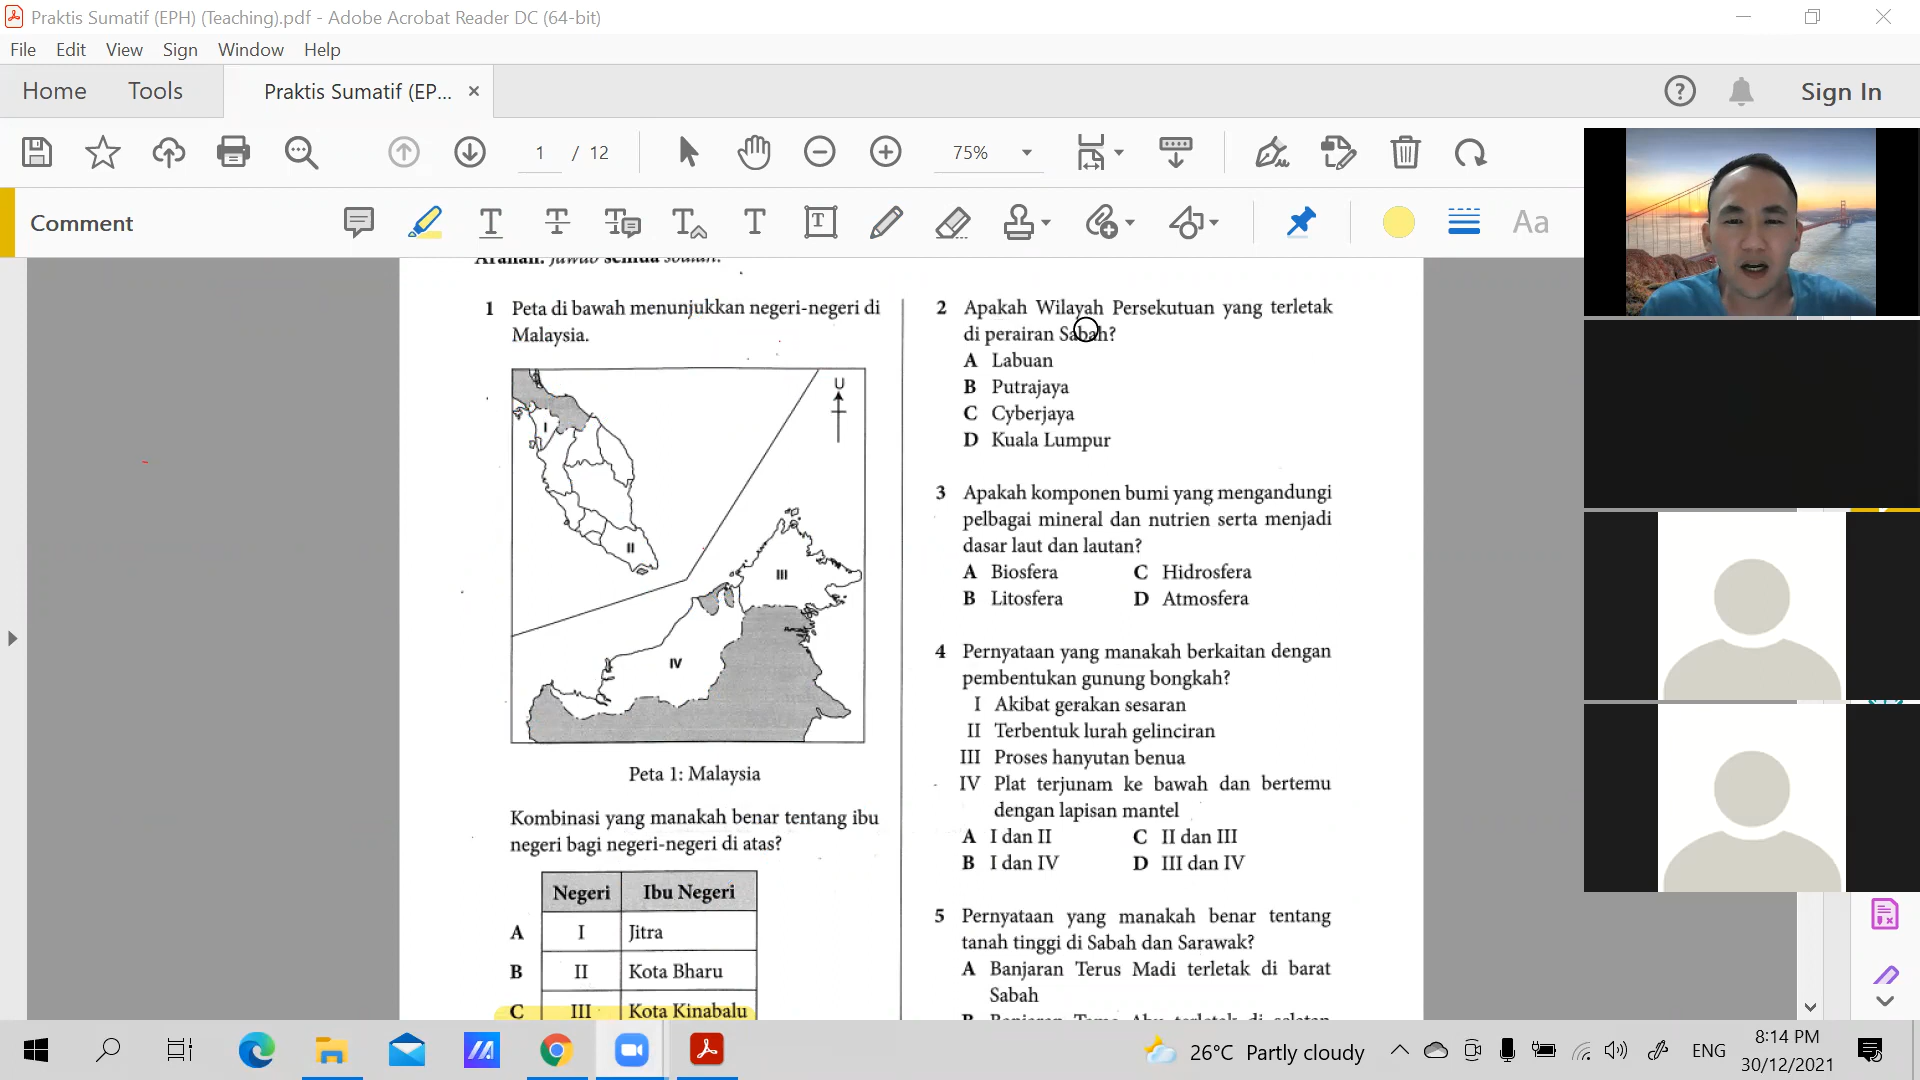 Praktis Sumatif (EPH) (Teaching).pdf - Adobe Acrobat Reader DC (64-bit)
File Edit View Sign Window Help
Home Tools Praktis Sumatif (EP... × Sign In
1 / 12 75%
Comment Aa
Arahan: Jawab semua soalan.
1 Peta di bawah menunjukkan negeri-negeri di
Malaysia.
U
I
II
III
IV
Peta 1: Malaysia
Kombinasi yang manakah benar tentang ibu
negeri bagi negeri-negeri di atas?
Negeri Ibu Negeri
A I Jitra
B II Kota Bharu
C III Kota Kinabalu
2 Apakah Wilayah Persekutuan yang terletak
di perairan Sabah?
A Labuan
B Putrajaya
C Cyberjaya
D Kuala Lumpur
3 Apakah komponen bumi yang mengandungi
pelbagai mineral dan nutrien serta menjadi
dasar laut dan lautan?
A Biosfera C Hidrosfera
B Litosfera D Atmosfera
4 Pernyataan yang manakah berkaitan dengan
pembentukan gunung bongkah?
I Akibat gerakan sesaran
II Terbentuk lurah gelinciran
III Proses hanyutan benua
IV Plat terjunam ke bawah dan bertemu
dengan lapisan mantel
A I dan II C II dan III
B I dan IV D III dan IV
5 Pernyataan yang manakah benar tentang
tanah tinggi di Sabah dan Sarawak?
A Banjaran Terus Madi terletak di barat
Sabah
26°C Partly cloudy ENG 8:14 PM
30/12/2021